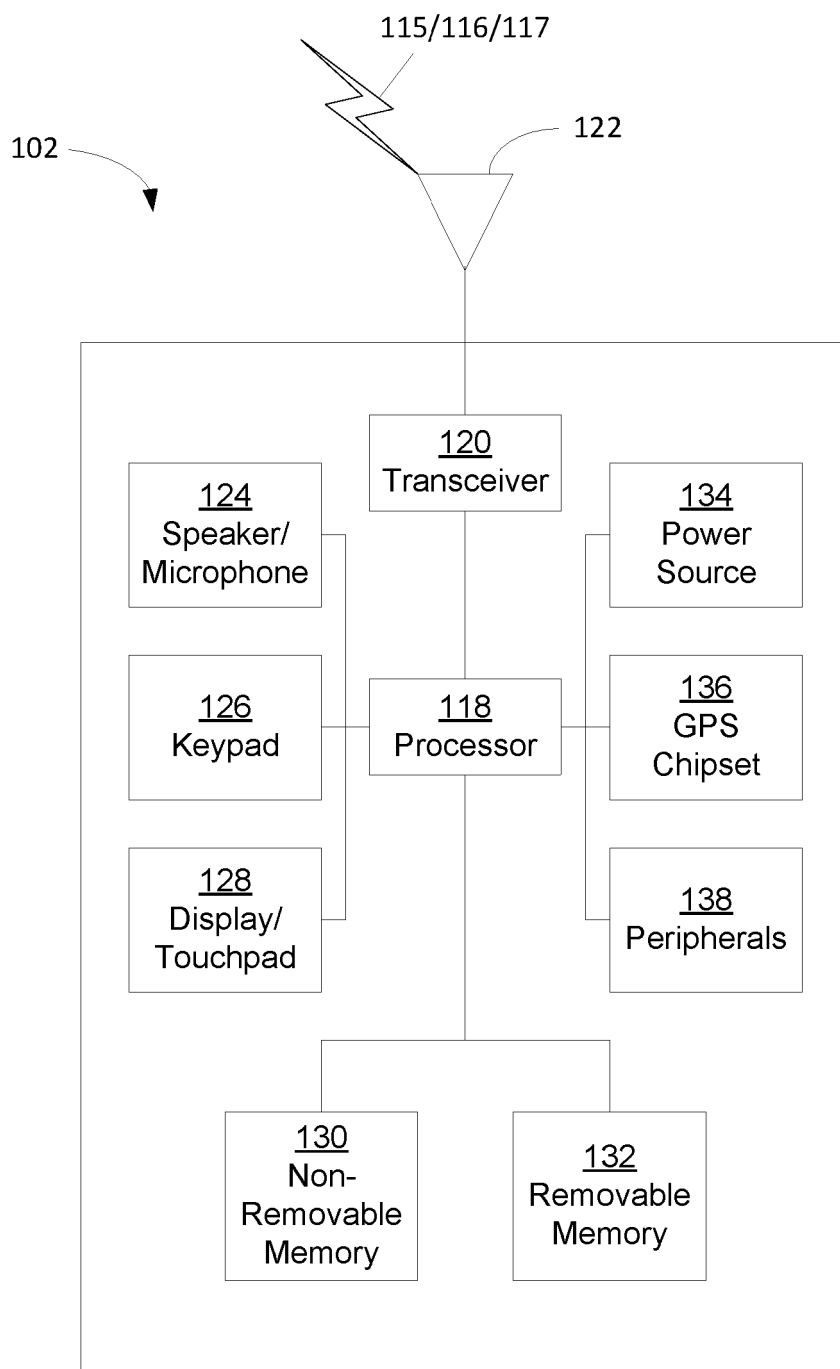 115/116/117
122
102
120
Transceiver
124
Speaker/
Microphone
134
Power
Source
126
Keypad
118
Processor
136
GPS
Chipset
128
Display/
Touchpad
138
Peripherals
130
Non-
Removable
Memory
132
Removable
Memory